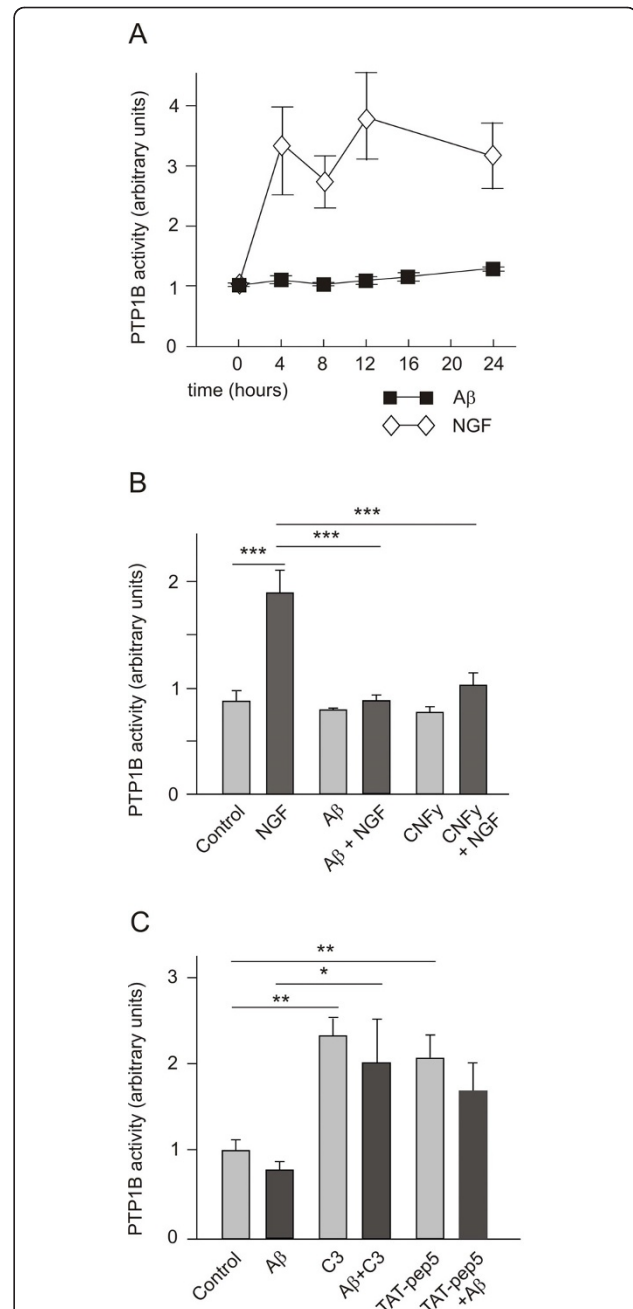 A
PTP1B activity (arbitrary units)
4
3
2
1
0
0 4 8 12 16 20 24
time (hours)
Aβ
NGF
B
PTP1B activity (arbitrary units)
***
***
***
2
1
0
Control
NGF
Aβ
Aβ + NGF
CNFy
CNFy
+ NGF
C
PTP1B activity (arbitrary units)
**
*
**
3
2
1
0
Control
Aβ
C3
Aβ+C3
TAT-pep5
TAT-pep5
+Aβ